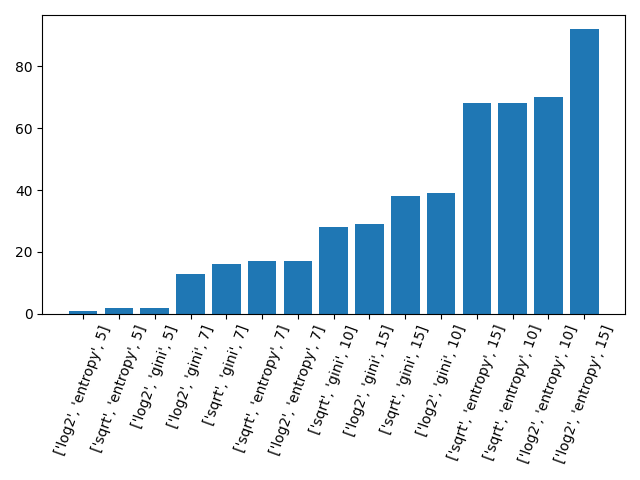 80
60
40
20
0
['log2', 'entropy', 5]
['sqrt', 'entropy', 5]
['log2', 'gini', 5]
['log2', 'gini', 7]
['sqrt', 'gini', 7]
['sqrt', 'entropy', 7]
['log2', 'entropy', 7]
['sqrt', 'gini', 10]
['log2', 'gini', 15]
['sqrt', 'gini', 15]
['log2', 'gini', 10]
['sqrt', 'entropy', 15]
['sqrt', 'entropy', 10]
['log2', 'entropy', 10]
['log2', 'entropy', 15]